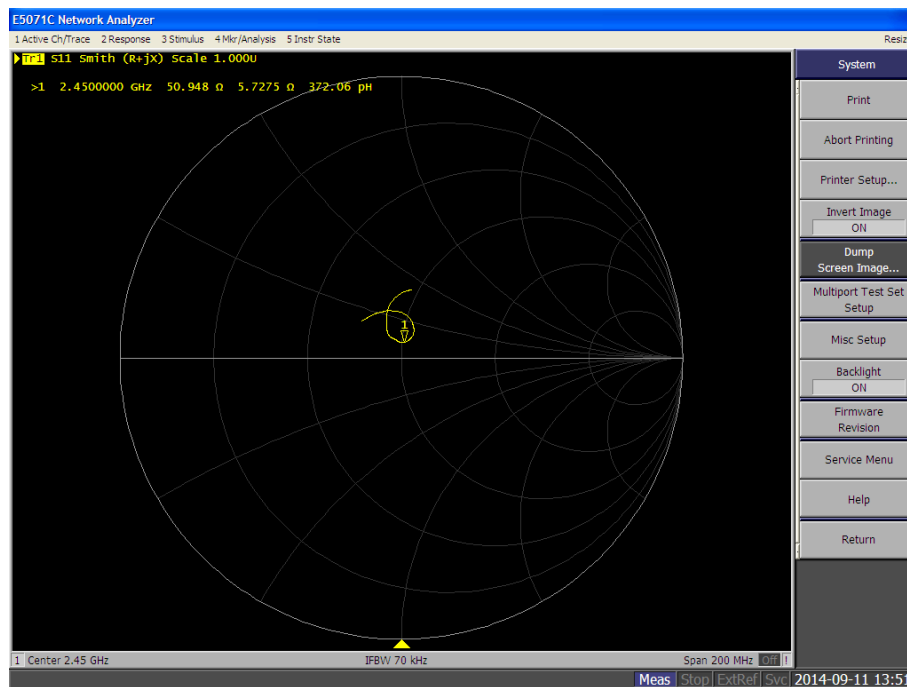 E5071C Network Analyzer
1 Active Ch/Trace 2 Response 3 Stimulus 4 Mkr/Analysis 5 Instr State
Tr1 S11 Smith (R+jX) Scale 1.000U
>1 2.4500000 GHz 50.948 Ω 5.7275 Ω 372.06 pH
1
System
Print
Abort Printing
Printer Setup...
Invert Image
ON
Dump
Screen Image...
Multiport Test Set
Setup
Misc Setup
Backlight
ON
Firmware
Revision
Service Menu
Help
Return
1 Center 2.45 GHz IFBW 70 kHz Span 200 MHz Off !
Meas Stop ExtRef Svc 2014-09-11 13:51